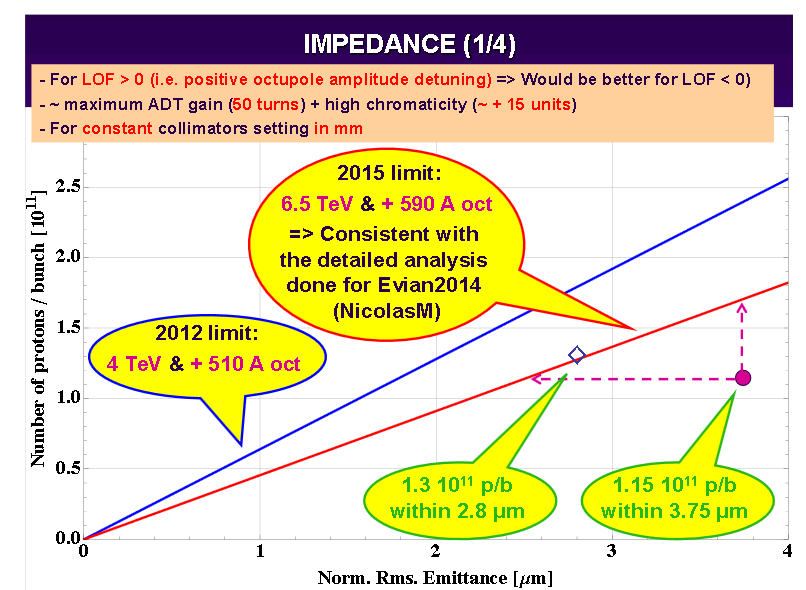 IMPEDANCE (1/4)
- For LOF > 0 (i.e. positive octupole amplitude detuning) => Would be better for LOF < 0)
- ~ maximum ADT gain (50 turns) + high chromaticity (~ + 15 units)
- For constant collimators setting in mm
2015 limit:
6.5 TeV & + 590 A oct
=> Consistent with
the detailed analysis
done for Evian2014
(NicolasM)
2012 limit:
4 TeV & + 510 A oct
1.3 10¹¹ p/b
within 2.8 µm
1.15 10¹¹ p/b
within 3.75 µm
Number of protons / bunch [10¹¹]
2.5
2.0
1.5
1.0
0.5
0.0
0 1 2 3 4
Norm. Rms. Emittance [µm]